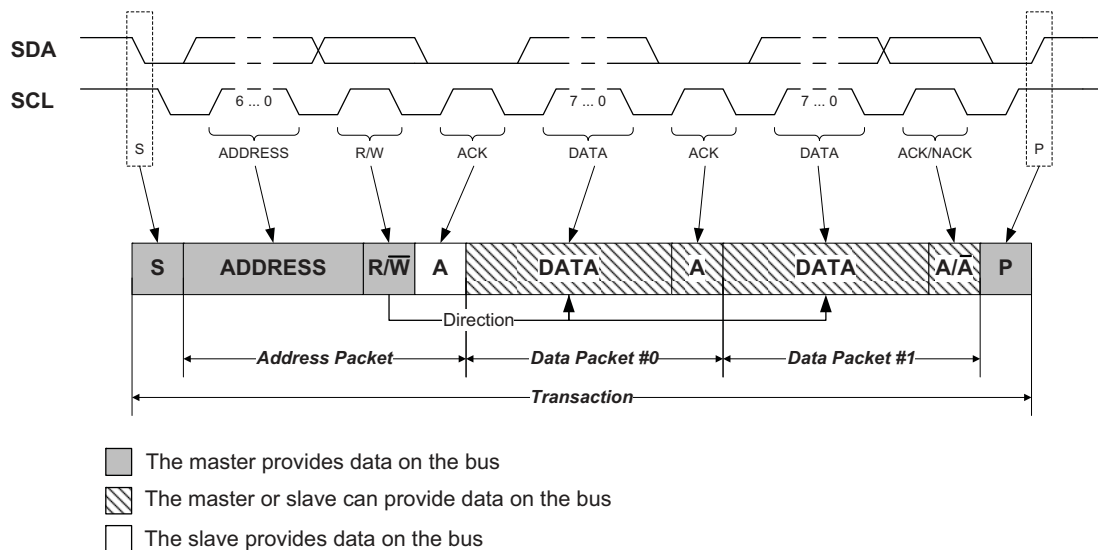 SDA
SCL
6 ... 0
7 ... 0
7 ... 0
S
ADDRESS
R/W
ACK
DATA
ACK
DATA
ACK/NACK
P
S
ADDRESS
R/W̅
A
DATA
A
DATA
A/A̅
P
Direction
Address Packet
Data Packet #0
Data Packet #1
Transaction
The master provides data on the bus
The master or slave can provide data on the bus
The slave provides data on the bus